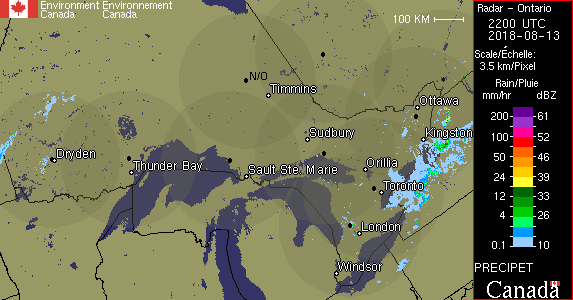 Environment Environnement
Canada Canada
100 KM
N/O
Timmins
Ottawa
Sudbury
Kingston
Dryden
Thunder Bay
Sault Ste. Marie
Orillia
Toronto
London
Windsor
Radar - Ontario
2200 UTC
2018-08-13
Scale/Échelle:
3.5 km/Pixel
Rain/Pluie
mm/hr dBZ
200 61
100 52
50 46
24 39
12 33
4 26
0.1 10
PRECIPET
Canada